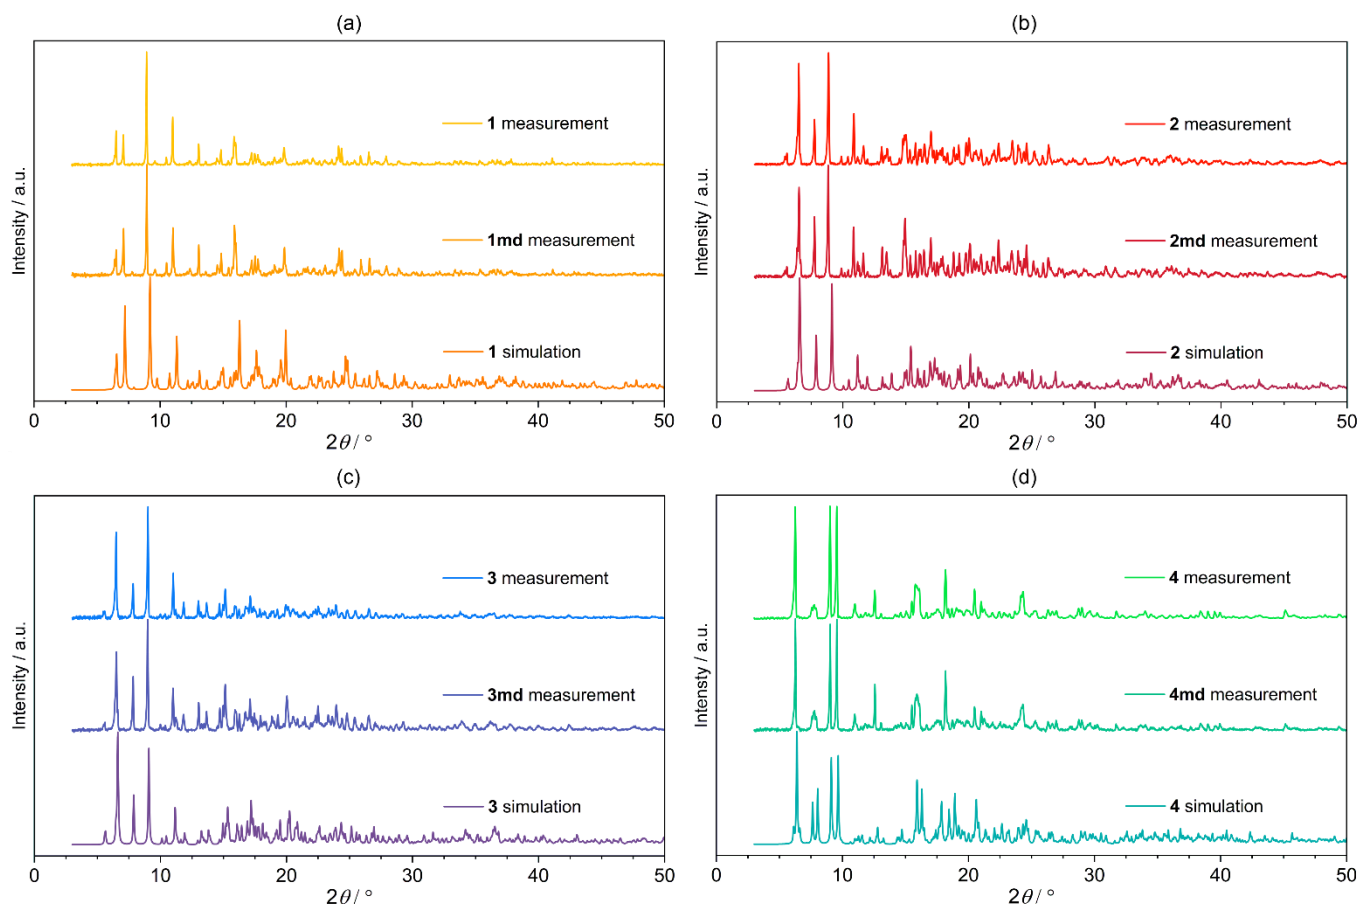 (a)
Intensity / a.u.
1 measurement
1md measurement
1 simulation
0 10 20 30 40 50
2θ / °
(b)
2 measurement
2md measurement
2 simulation
0 10 20 30 40 50
2θ / °
(c)
Intensity / a.u.
3 measurement
3md measurement
3 simulation
0 10 20 30 40 50
2θ / °
(d)
Intensty / a.u.
4 measurement
4md measurement
4 simulation
0 10 20 30 40 50
2θ / °